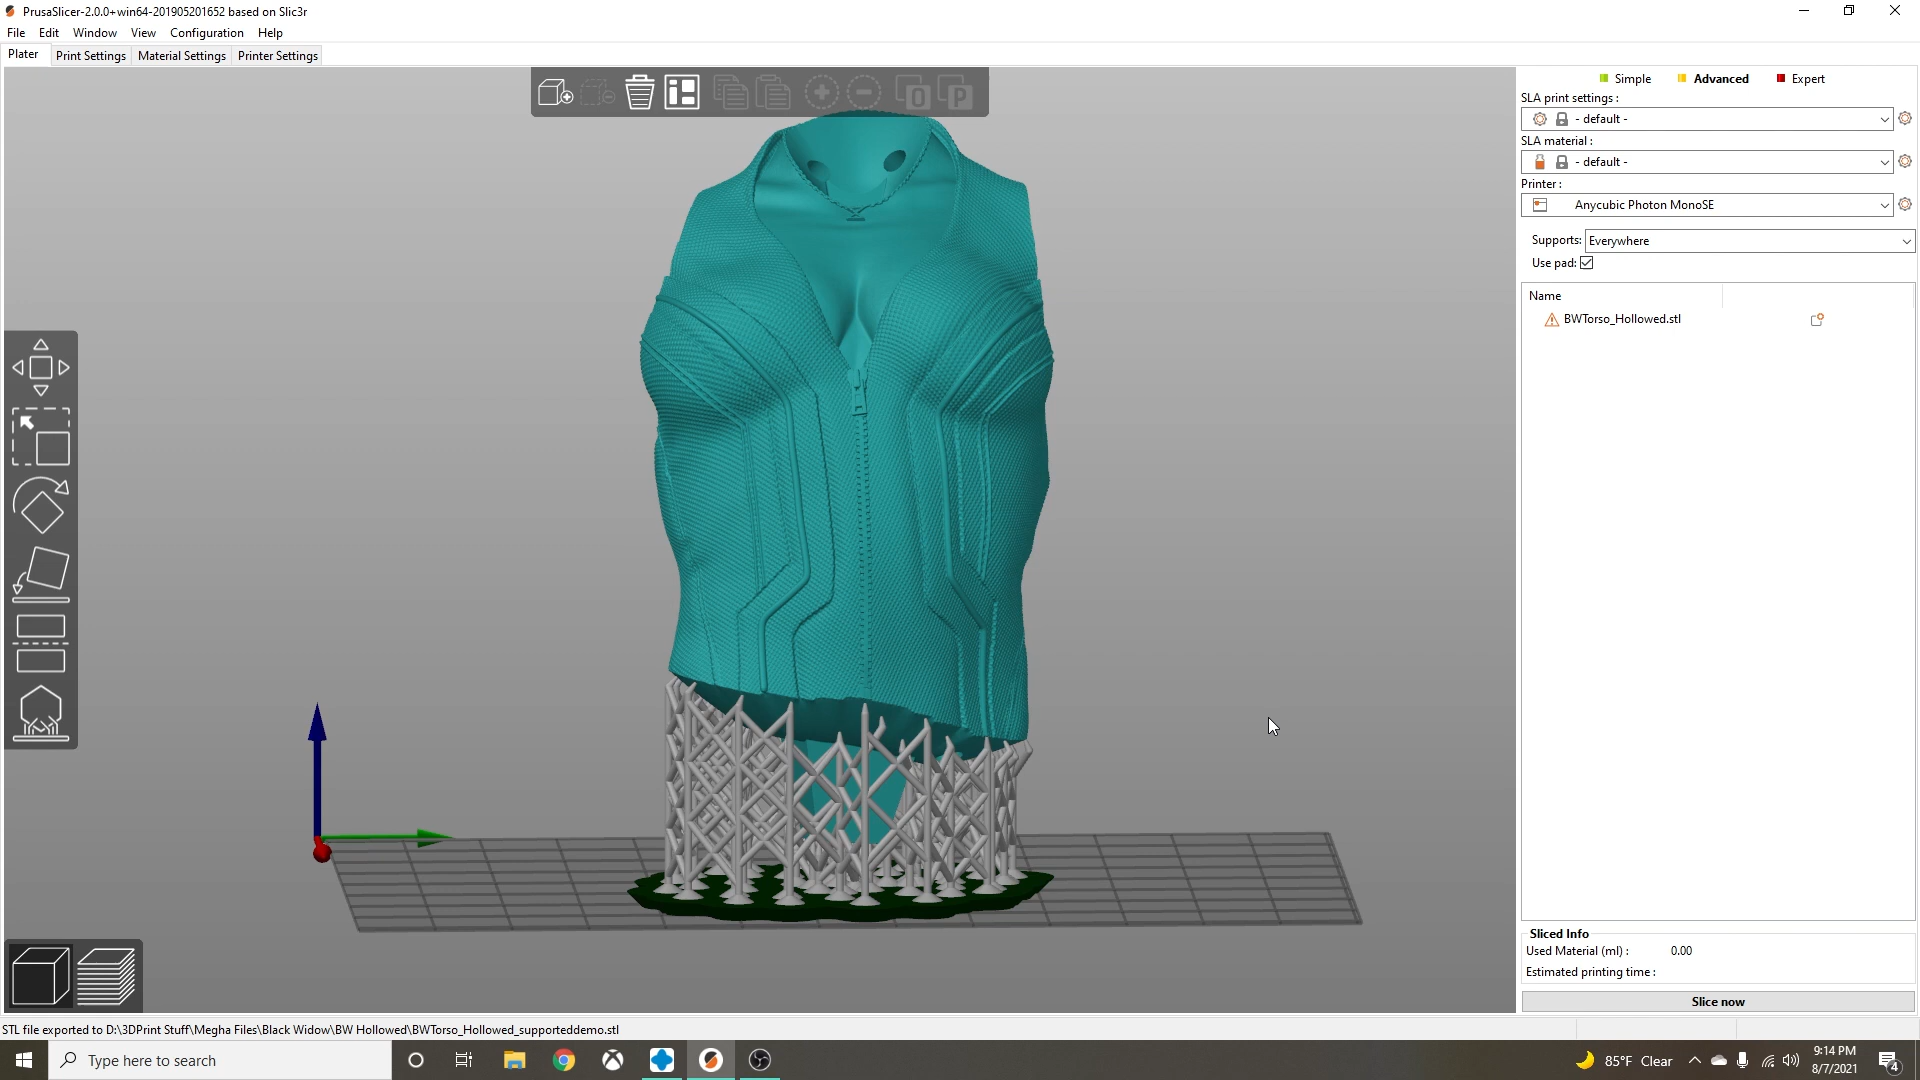 PrusaSlicer-2.0.0+win64-201905201652 based on Slic3r
File Edit Window View Configuration Help
Plater Print Settings Material Settings Printer Settings
Simple Advanced Expert
SLA print settings :
- default -
SLA material :
- default -
Printer :
Anycubic Photon MonoSE
Supports: Everywhere
Use pad:
Name
BWTorso_Hollowed.stl
Sliced Info
Used Material (ml) : 0.00
Estimated printing time :
Slice now
STL file exported to D:\3DPrint Stuff\Megha Files\Black Widow\BW Hollowed\BWTorso_Hollowed_supporteddemo.stl
Type here to search
85°F Clear
9:14 PM
8/7/2021
4